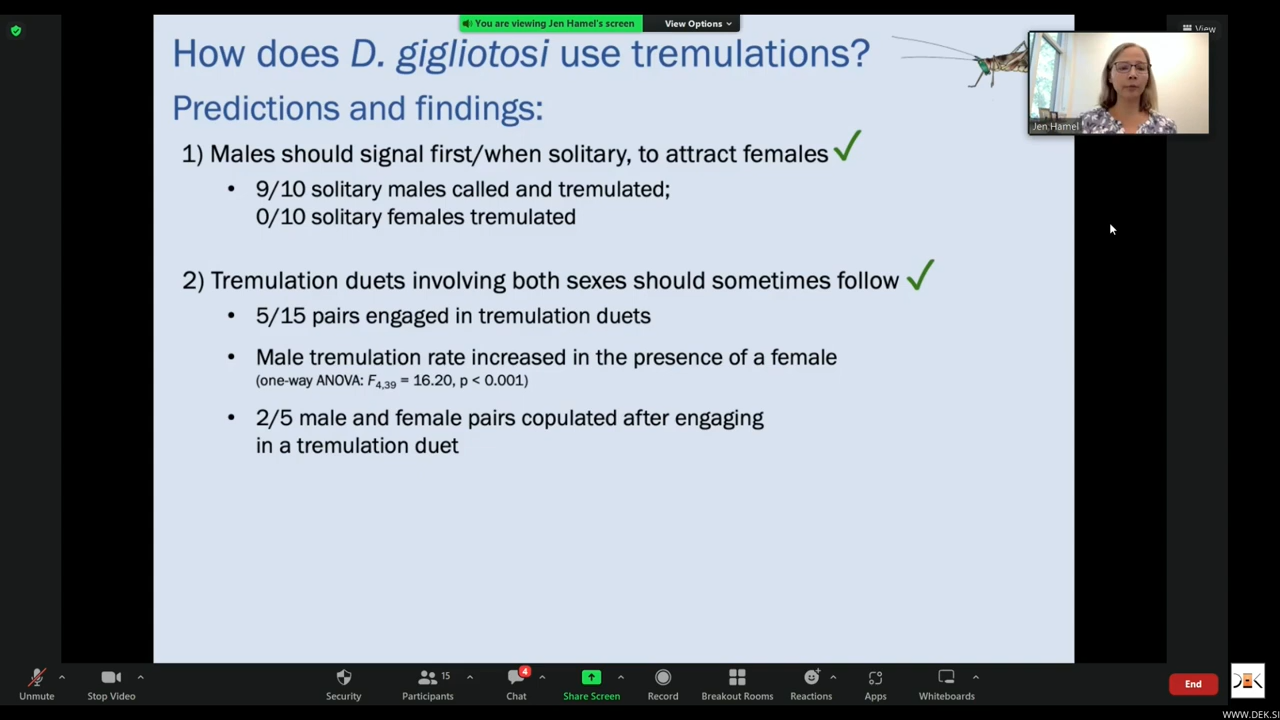 You are viewing Jen Hamel's screen
View Options
View
How does D. gigliotosi use tremulations?
Jen Hamel
Predictions and findings:
1) Males should signal first/when solitary, to attract females ✓
• 9/10 solitary males called and tremulated;
0/10 solitary females tremulated
2) Tremulation duets involving both sexes should sometimes follow ✓
• 5/15 pairs engaged in tremulation duets
• Male tremulation rate increased in the presence of a female
(one-way ANOVA: F4,39 = 16.20, p < 0.001)
• 2/5 male and female pairs copulated after engaging
in a tremulation duet
15
4
Unmute
Stop Video
Security
Participants
Chat
Share Screen
Record
Breakout Rooms
Reactions
Apps
Whiteboards
End
WWW.DEK.SI